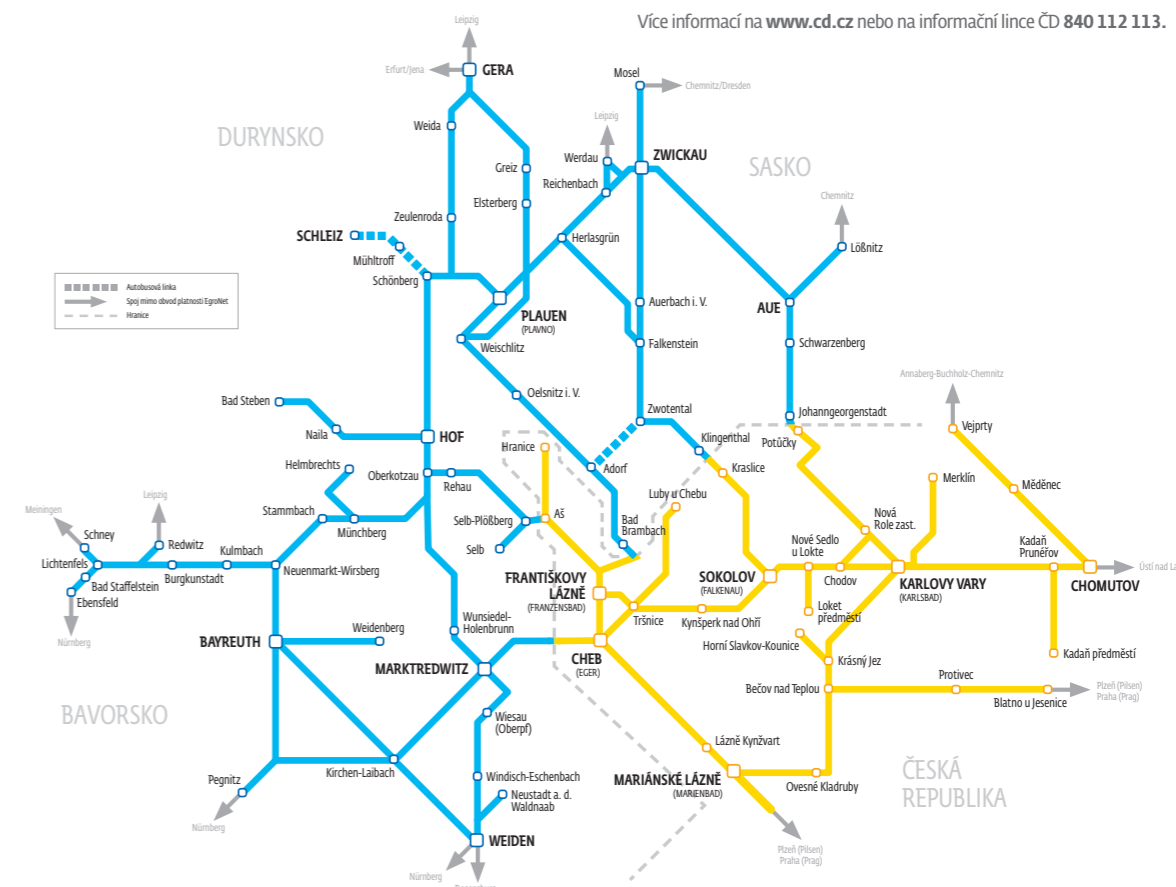 Více informací na www.cd.cz nebo na informační lince ČD 840 112 113.
Leipzig
Erfurt/Jena
GERA
Mosel
Chemnitz/Dresden
DURYNSKO
Weida
Leipzig
Werdau
ZWICKAU
SASKO
Greiz
Reichenbach
Elsterberg
Chemnitz
Zeulenroda
SCHLEIZ
Mühltroff
Herlasgrün
Lößnitz
Schönberg
Autobusová linka
Spoj mimo obvod platnosti EgroNet
Hranice
PLAUEN
(PLAVNO)
Auerbach i. V.
AUE
Weischlitz
Falkenstein
Schwarzenberg
Annaberg-Buchholz-Chemnitz
Oelsnitz i. V.
Bad Steben
Naila
HOF
Zwotental
Johanngeorgenstadt
Potůčky
Vejprty
Hranice
Klingenthal
Helmbrechts
Oberkotzau
Rehau
Adorf
Kraslice
Merklín
Měděnec
Leipzig
Meiningen
Schney
Redwitz
Stammbach
Münchberg
Selb-Plößberg
Aš
Luby u Chebu
Nová
Role zast.
Bad
Brambach
Selb
Kulmbach
Lichtenfels
Bad Staffelstein
Burgkunstadt
Neuenmarkt-Wirsberg
Ebensfeld
Nürnberg
FRANTIŠKOVY
LÁZNĚ
(FRANZENSBAD)
SOKOLOV
(FALKENAU)
Nové Sedlo
u Lokte
Chodov
KARLOVY VARY
(KARLSBAD)
Kadaň
Prunéřov
CHOMUTOV
Ústí nad La
Tršnice
Kynšperk nad Ohří
Loket
předměstí
Wunsiedel-
Holenbrunn
BAYREUTH
Weidenberg
MARKTREDWITZ
CHEB
(EGER)
Horní Slavkov-Kounice
Krásný Jez
Kadaň předměstí
BAVORSKO
Wiesau
(Oberpf)
Bečov nad Teplou
Protivec
Blatno u Jesenice
Plzeň (Pilsen)
Praha (Prag)
Lázně Kynžvart
Pegnitz
Nürnberg
Kirchen-Laibach
Windisch-Eschenbach
Neustadt a. d.
Waldnaab
MARIÁNSKÉ LÁZNĚ
(MARIENBAD)
Ovesné Kladruby
ČESKÁ
REPUBLIKA
WEIDEN
Nürnberg
Plzeň (Pilsen)
Praha (Prag)